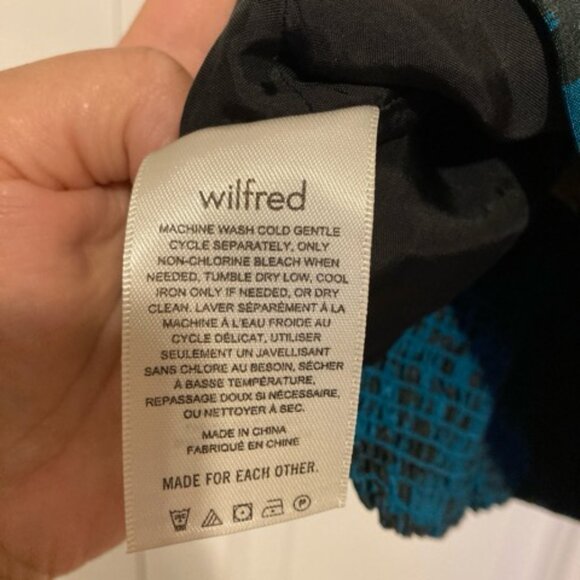 wilfred
MACHINE WASH COLD GENTLE
CYCLE SEPARATELY, ONLY
NON-CHLORINE BLEACH WHEN
NEEDED, TUMBLE DRY LOW, COOL
IRON ONLY IF NEEDED, OR DRY
CLEAN. LAVER SÉPARÉMENT À LA
MACHINE À L'EAU FROIDE AU
CYCLE DÉLICAT, UTILISER
SEULEMENT UN JAVELLISANT
SANS CHLORE AU BESOIN, SÉCHER
À BASSE TEMPÉRATURE,
REPASSAGE DOUX SI NÉCESSAIRE,
OU NETTOYER À SEC.
MADE IN CHINA
FABRIQUÉ EN CHINE
MADE FOR EACH OTHER.